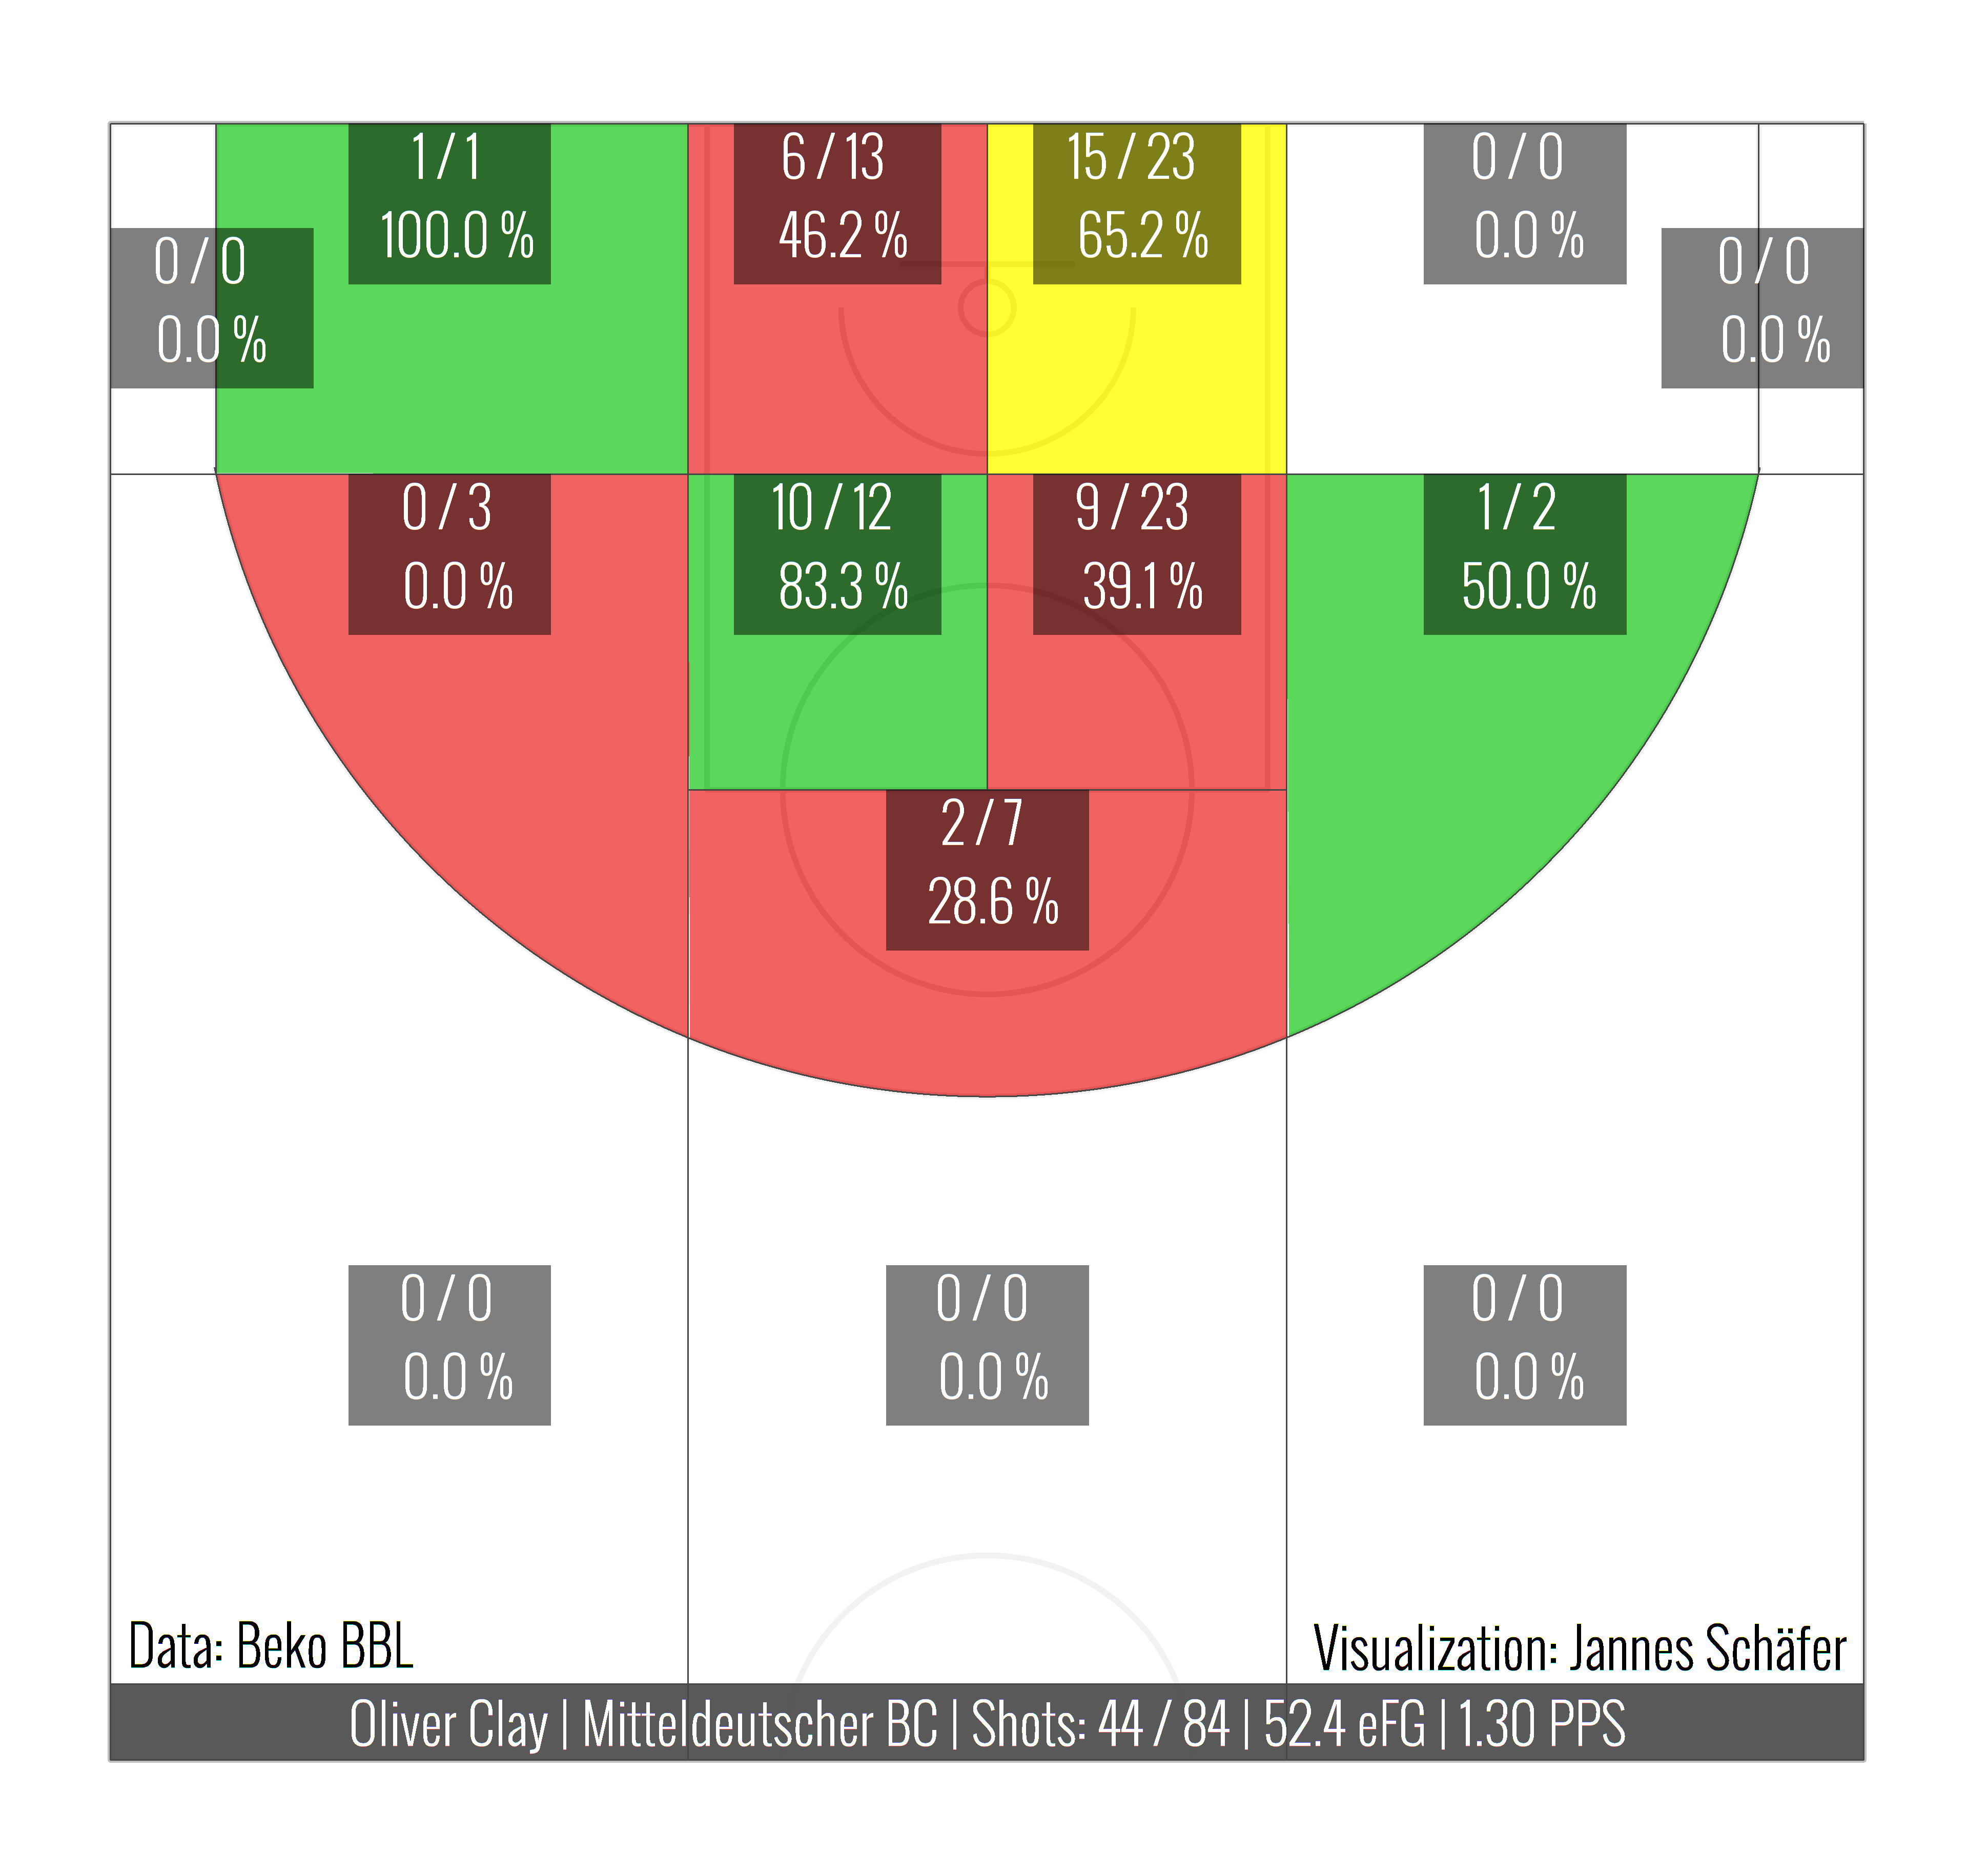 1 / 1
100.0 %
6 / 13
46.2 %
15 / 23
65.2 %
0 / 0
0.0 %
0 / 0
0.0 %
0 / 0
0.0 %
0 / 3
0.0 %
10 / 12
83.3 %
9 / 23
39.1 %
1 / 2
50.0 %
2 / 7
28.6 %
0 / 0
0.0 %
0 / 0
0.0 %
0 / 0
0.0 %
Data: Beko BBL
Visualization: Jannes Schäfer
Oliver Clay | Mitteldeutscher BC | Shots: 44 / 84 | 52.4 eFG | 1.30 PPS